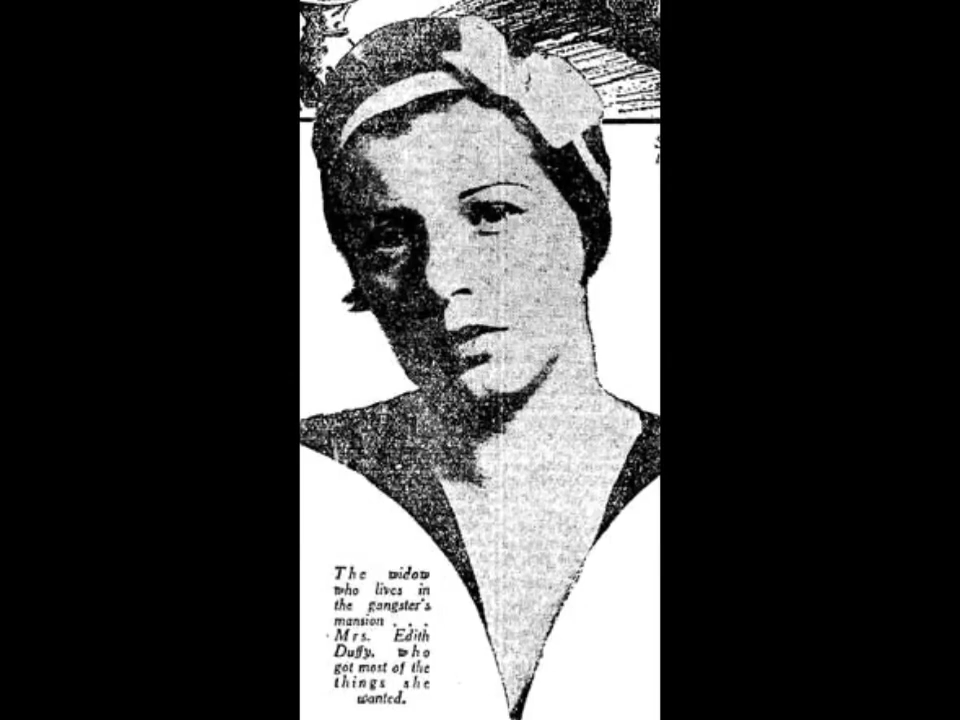 The widow
who lives in
the gangster's
mansion . . .
Mrs. Edith
Duffy, who
got most of the
things she
wanted.